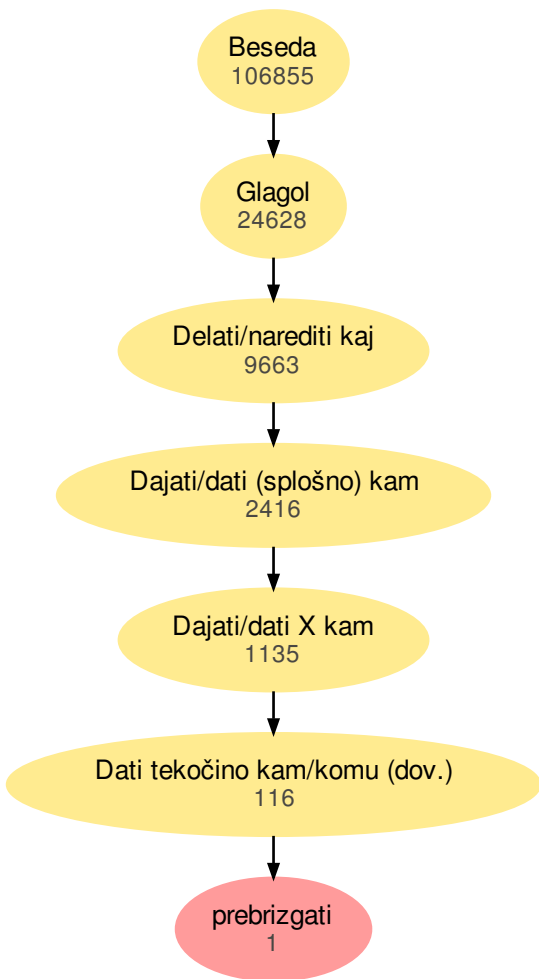 Beseda
106855
Glagol
24628
Delati/narediti kaj
9663
Dajati/dati (splošno) kam
2416
Dajati/dati X kam
1135
Dati tekočino kam/komu (dov.)
116
prebrizgati
1